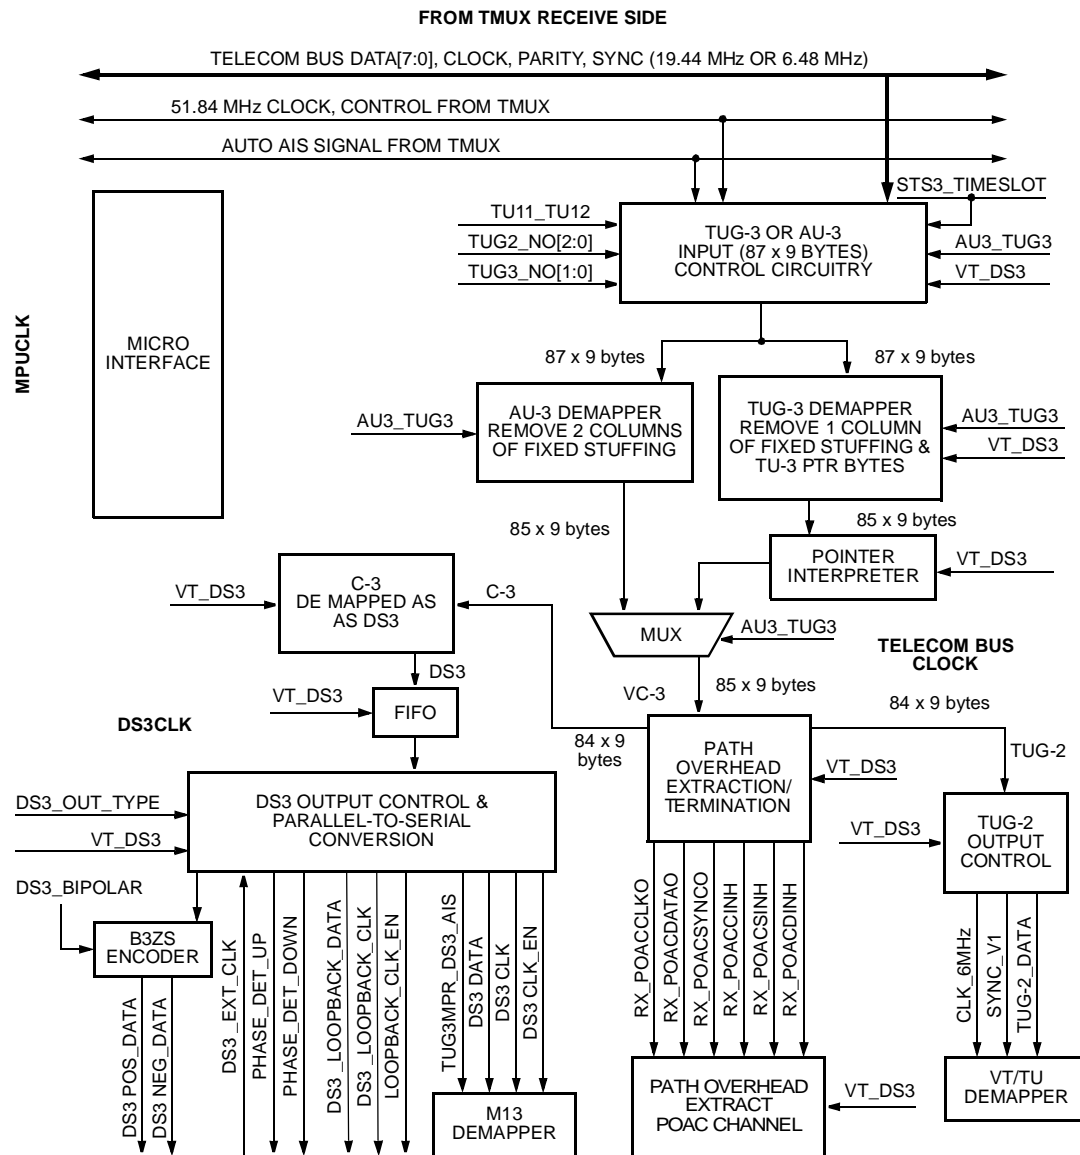 FROM TMUX RECEIVE SIDE
TELECOM BUS DATA[7:0], CLOCK, PARITY, SYNC (19.44 MHz OR 6.48 MHz)
51.84 MHz CLOCK, CONTROL FROM TMUX
AUTO AIS SIGNAL FROM TMUX
STS3_TIMESLOT
TU11_TU12
TUG2_NO[2:0]
TUG3_NO[1:0]
TUG-3 OR AU-3
INPUT (87 x 9 BYTES)
CONTROL CIRCUITRY
AU3_TUG3
VT_DS3
MPUCLK
MICRO
INTERFACE
87 x 9 bytes
87 x 9 bytes
AU3_TUG3
AU-3 DEMAPPER
REMOVE 2 COLUMNS
OF FIXED STUFFING
TUG-3 DEMAPPER
REMOVE 1 COLUMN
OF FIXED STUFFING &
TU-3 PTR BYTES
AU3_TUG3
VT_DS3
85 x 9 bytes
85 x 9 bytes
POINTER
INTERPRETER
VT_DS3
VT_DS3
C-3
DE MAPPED AS
AS DS3
C-3
MUX
AU3_TUG3
TELECOM BUS
CLOCK
DS3
VT_DS3
FIFO
VC-3
85 x 9 bytes
84 x 9 bytes
DS3CLK
84 x 9
bytes
PATH
OVERHEAD
EXTRACTION/
TERMINATION
VT_DS3
TUG-2
DS3_OUT_TYPE
VT_DS3
DS3 OUTPUT CONTROL &
PARALLEL-TO-SERIAL
CONVERSION
VT_DS3
TUG-2
OUTPUT
CONTROL
DS3_BIPOLAR
B3ZS
ENCODER
DS3 POS_DATA
DS3 NEG_DATA
DS3 _EXT_CLK
PHASE_DET_UP
PHASE_DET_DOWN
DS3 _LOOPBACK_DATA
DS3 _LOOPBACK_CLK
LOOPBACK_CLK_EN
TUG3MPR_DS3_AIS
DS3 DATA
DS3 CLK
DS3 CLK_EN
RX_POACCLKO
RX_POACDATAO
RX_POACSYNCO
RX_POACCINH
RX_POACSINH
RX_POACDINH
CLK_6MHz
SYNC_V1
TUG-2_DATA
M13
DEMAPPER
PATH OVERHEAD
EXTRACT
POAC CHANNEL
VT_DS3
VT/TU
DEMAPPER